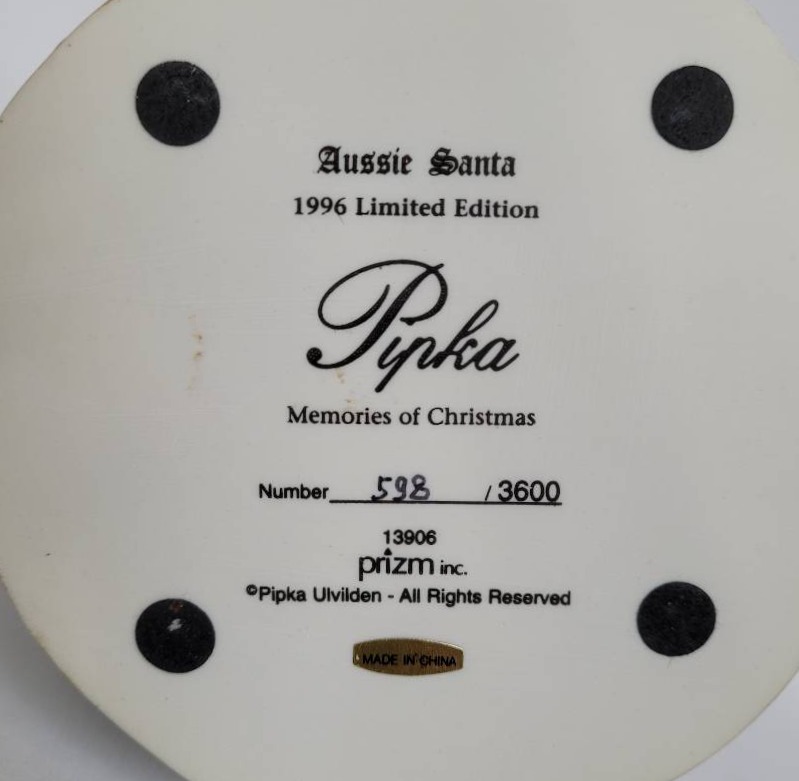 Aussie Santa
1996 Limited Edition
Pipka
Memories of Christmas
Number 598 / 3600
13906
prizm inc.
©Pipka Ulvilden - All Rights Reserved
MADE IN CHINA